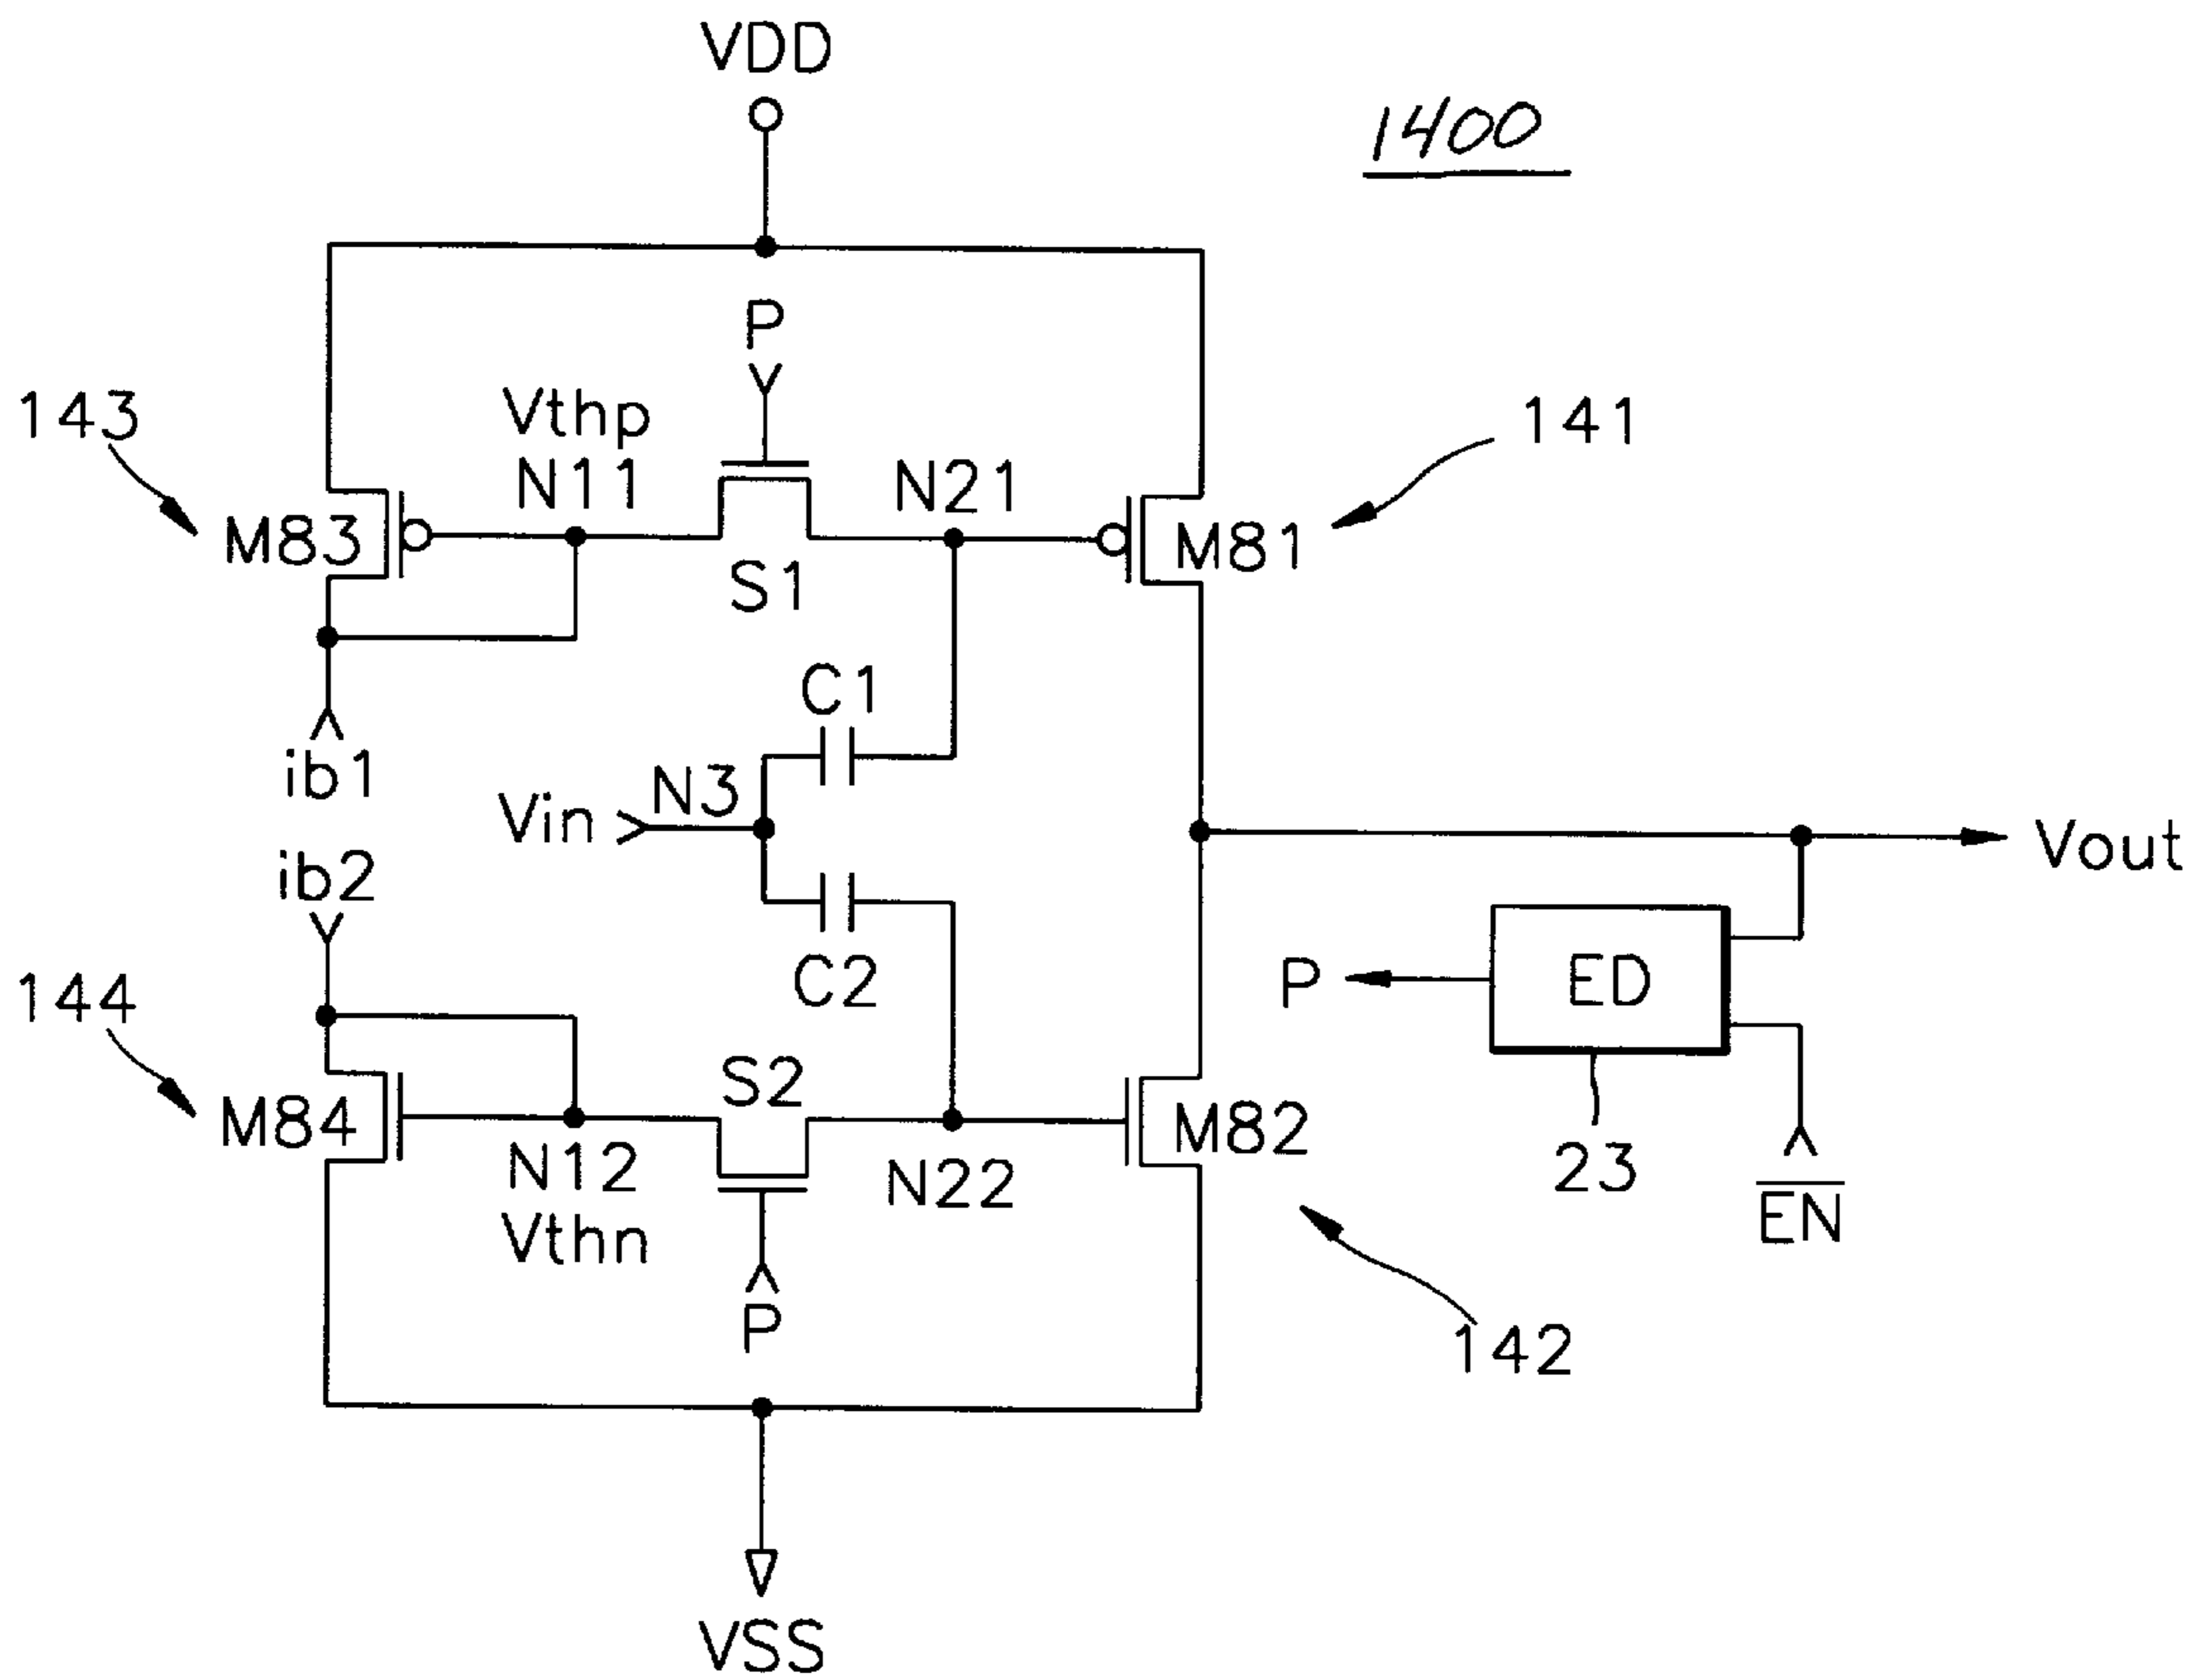 VDD
1400
P
143
Vthp
N11
N21
141
M83
S1
M81
C1
ib1
N3
Vin
Vout
ib2
C2
P
ED
144
S2
M84
M82
N12
N22
23
EN
Vthn
P
142
VSS